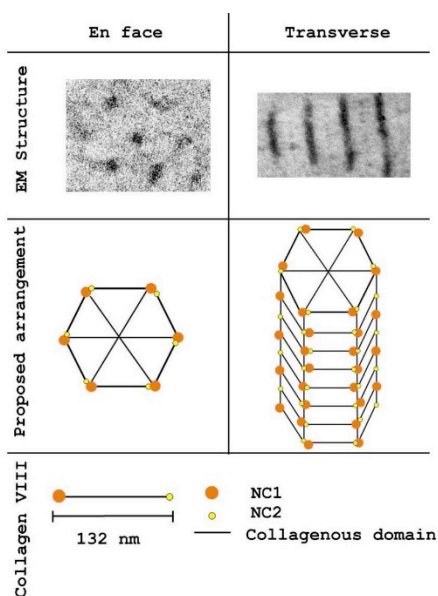 En face
Transverse
EM Structure
Proposed arrangement
Collagen VIII
132 nm
NC1
NC2
Collagenous domain